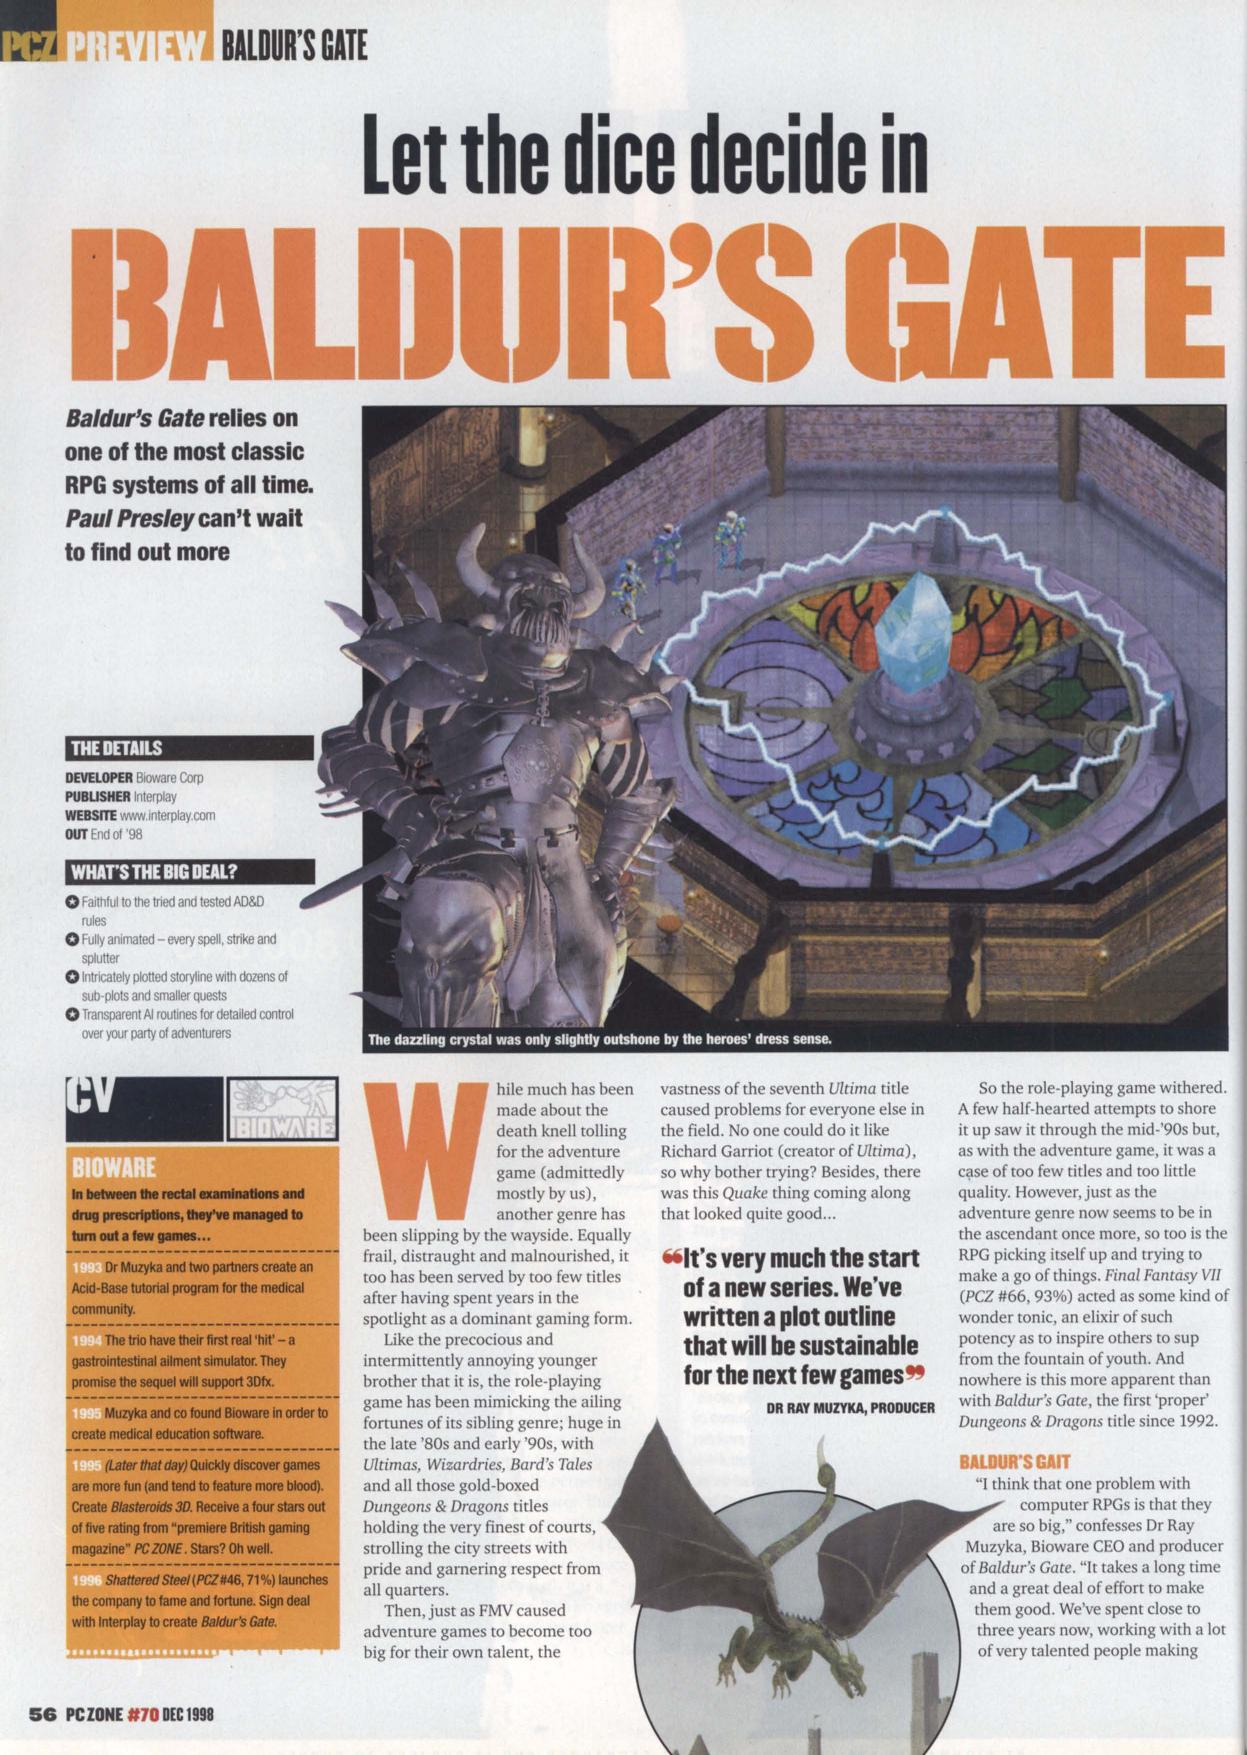 PCZ PREVIEW BALDUR'S GATE
Let the dice decide in
BALDUR'S GATE
Baldur's Gate relies on
one of the most classic
RPG systems of all time.
Paul Presley can't wait
to find out more
THE DETAILS
DEVELOPER Bioware Corp
PUBLISHER Interplay
WEBSITE www.interplay.com
OUT End of '98
WHAT'S THE BIG DEAL?
Faithful to the tried and tested AD&D
rules
Fully animated – every spell, strike and
splutter
Intricately plotted storyline with dozens of
sub-plots and smaller quests
Transparent AI routines for detailed control
over your party of adventurers
The dazzling crystal was only slightly outshone by the heroes' dress sense.
CV
BIOWARE
BIOWARE
In between the rectal examinations and
drug prescriptions, they've managed to
turn out a few games...
1993 Dr Muzyka and two partners create an
Acid-Base tutorial program for the medical
community.
1994 The trio have their first real 'hit' – a
gastrointestinal ailment simulator. They
promise the sequel will support 3Dfx.
1995 Muzyka and co found Bioware in order to
create medical education software.
1995 (Later that day) Quickly discover games
are more fun (and tend to feature more blood).
Create Blasteroids 3D. Receive a four stars out
of five rating from "premiere British gaming
magazine" PC ZONE. Stars? Oh well.
1996 Shattered Steel (PCZ #46, 71%) launches
the company to fame and fortune. Sign deal
with Interplay to create Baldur's Gate.
While much has been
made about the
death knell tolling
for the adventure
game (admittedly
mostly by us),
another genre has
been slipping by the wayside. Equally
frail, distraught and malnourished, it
too has been served by too few titles
after having spent years in the
spotlight as a dominant gaming form.
Like the precocious and
intermittently annoying younger
brother that it is, the role-playing
game has been mimicking the ailing
fortunes of its sibling genre; huge in
the late '80s and early '90s, with
Ultimas, Wizardries, Bard's Tales
and all those gold-boxed
Dungeons & Dragons titles
holding the very finest of courts,
strolling the city streets with
pride and garnering respect from
all quarters.
Then, just as FMV caused
adventure games to become too
big for their own talent, the
vastness of the seventh Ultima title
caused problems for everyone else in
the field. No one could do it like
Richard Garriot (creator of Ultima),
so why bother trying? Besides, there
was this Quake thing coming along
that looked quite good...
"It's very much the start
of a new series. We've
written a plot outline
that will be sustainable
for the next few games"
DR RAY MUZYKA, PRODUCER
So the role-playing game withered.
A few half-hearted attempts to shore
it up saw it through the mid-'90s but,
as with the adventure game, it was a
case of too few titles and too little
quality. However, just as the
adventure genre now seems to be in
the ascendant once more, so too is the
RPG picking itself up and trying to
make a go of things. Final Fantasy VII
(PCZ #66, 93%) acted as some kind of
wonder tonic, an elixir of such
potency as to inspire others to sup
from the fountain of youth. And
nowhere is this more apparent than
with Baldur's Gate, the first 'proper'
Dungeons & Dragons title since 1992.
BALDUR'S GAIT
"I think that one problem with
computer RPGs is that they
are so big," confesses Dr Ray
Muzyka, Bioware CEO and producer
of Baldur's Gate. "It takes a long time
and a great deal of effort to make
them good. We've spent close to
three years now, working with a lot
of very talented people making
56 PC ZONE #70 DEC 1998